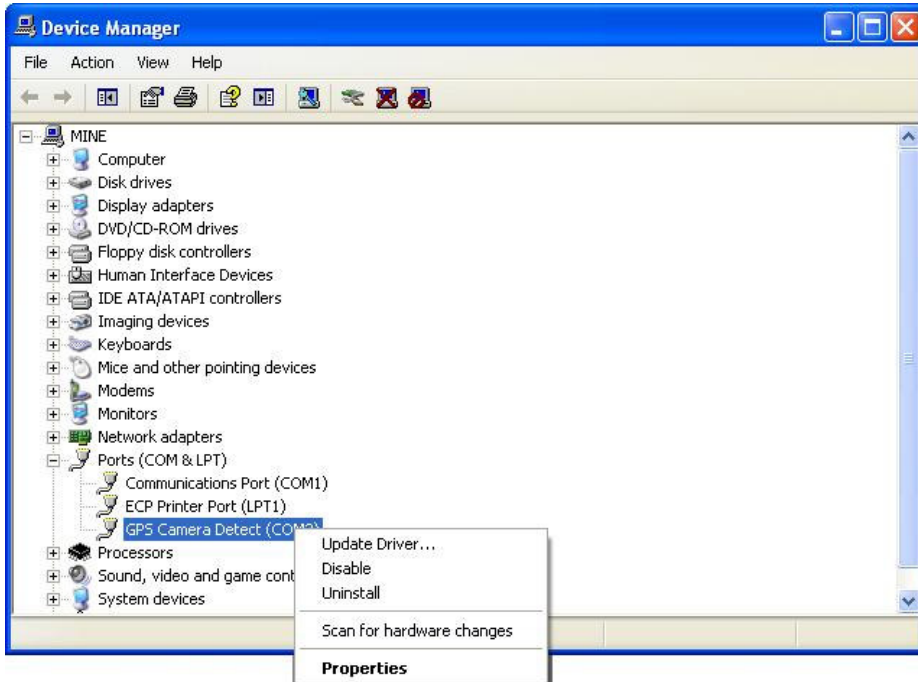 Device Manager
File Action View Help
MINE
Computer
Disk drives
Display adapters
DVD/CD-ROM drives
Floppy disk controllers
Human Interface Devices
IDE ATA/ATAPI controllers
Imaging devices
Keyboards
Mice and other pointing devices
Modems
Monitors
Network adapters
Ports (COM & LPT)
Communications Port (COM1)
ECP Printer Port (LPT1)
GPS Camera Detect
Update Driver...
Processors
Disable
Sound, video and game
Uninstall
System devices
Scan for hardware changes
Properties